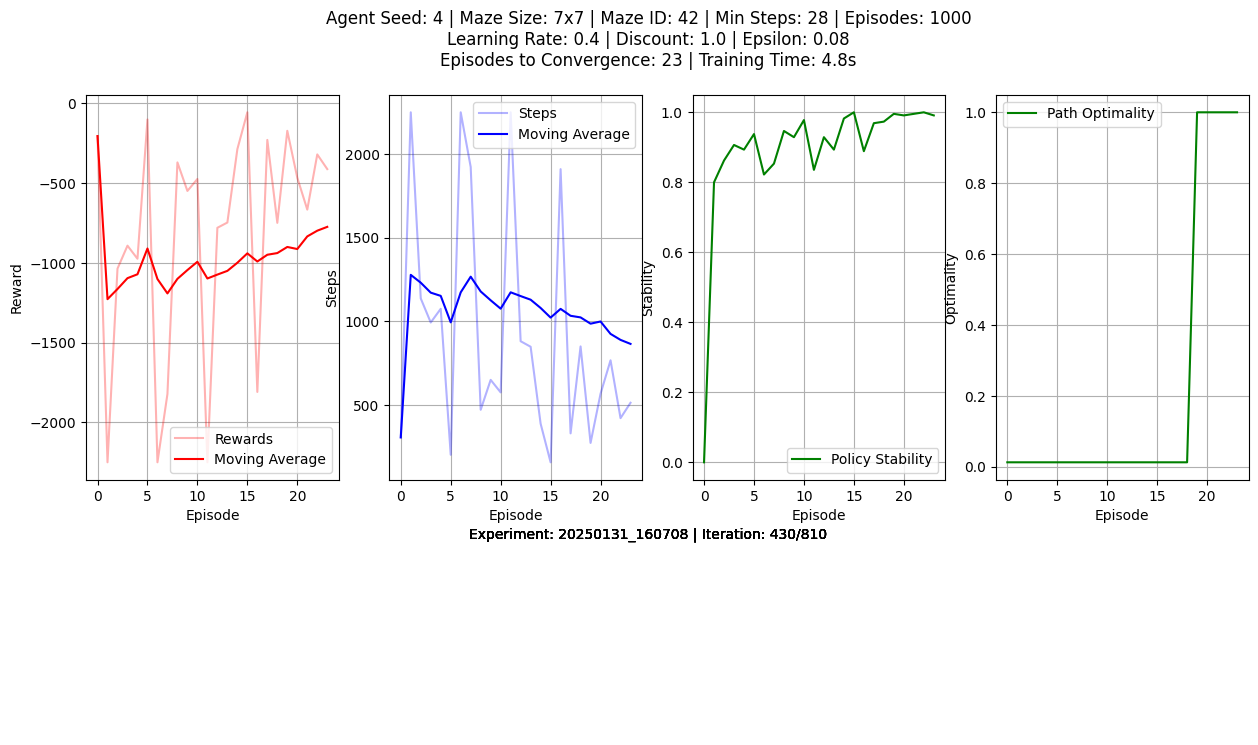 Agent Seed: 4 | Maze Size: 7x7 | Maze ID: 42 | Min Steps: 28 | Episodes: 1000
Learning Rate: 0.4 | Discount: 1.0 | Epsilon: 0.08
Episodes to Convergence: 23 | Training Time: 4.8s
Reward
0
−500
−1000
−1500
−2000
0 5 10 15 20
Episode
Rewards
Moving Average
Steps
2000
1500
1000
500
0 5 10 15 20
Episode
Steps
Moving Average
Stability
1.0
0.8
0.6
0.4
0.2
0.0
0 5 10 15 20
Episode
Policy Stability
Optimality
1.0
0.8
0.6
0.4
0.2
0.0
0 5 10 15 20
Episode
Path Optimality
Experiment: 20250131_160708 | Iteration: 430/810